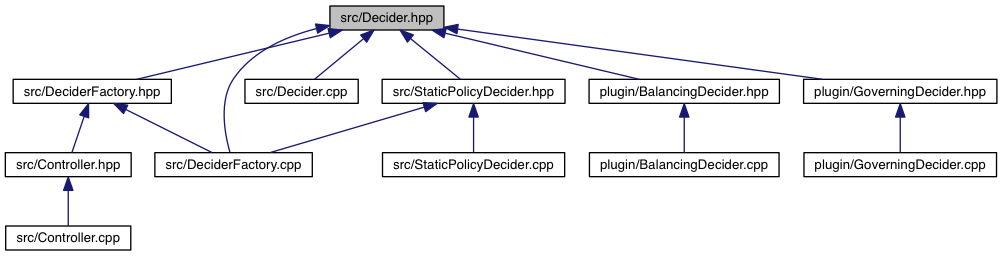 src/Decider.hpp
src/DeciderFactory.hpp
src/Decider.cpp
src/StaticPolicyDecider.hpp
plugin/BalancingDecider.hpp
plugin/GoverningDecider.hpp
src/Controller.hpp
src/DeciderFactory.cpp
src/StaticPolicyDecider.cpp
plugin/BalancingDecider.cpp
plugin/GoverningDecider.cpp
src/Controller.cpp